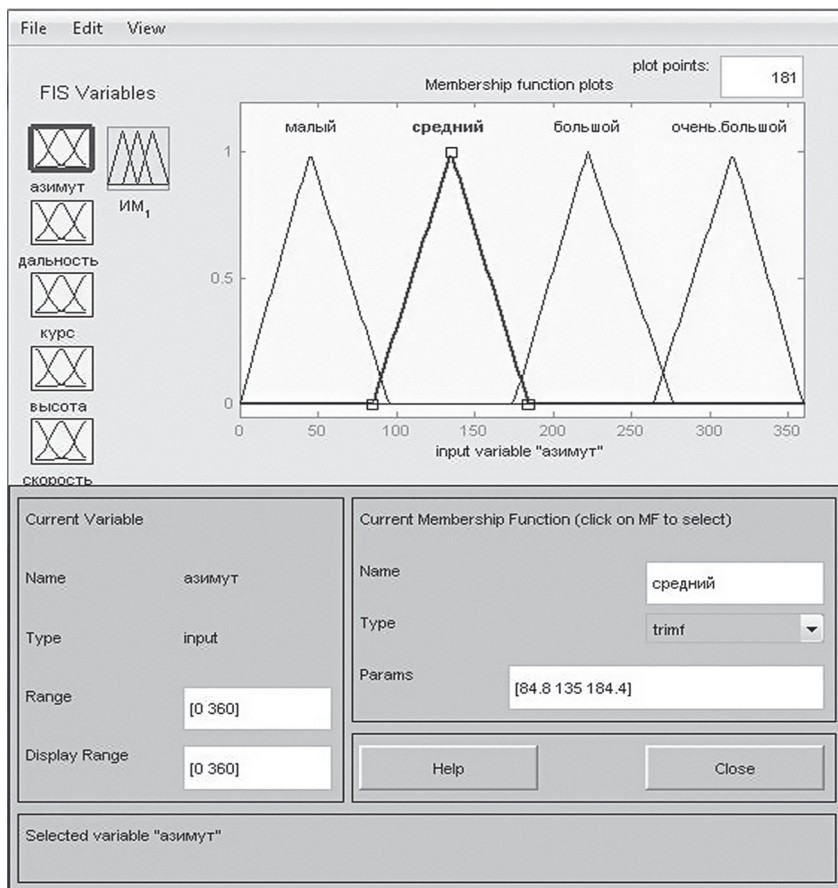 File Edit View
plot points: 181
FIS Variables
Membership function plots
малый средний большой очень.большой
азимут
ИМ1
дальность
курс
высота
скорость
1
0.5
0
0 50 100 150 200 250 300 350
input variable "азимут"
Current Variable
Name азимут
Type input
Range [0 360]
Display Range [0 360]
Current Membership Function (click on MF to select)
Name средний
Type trimf
Params [84.8 135 184.4]
Help Close
Selected variable "азимут"